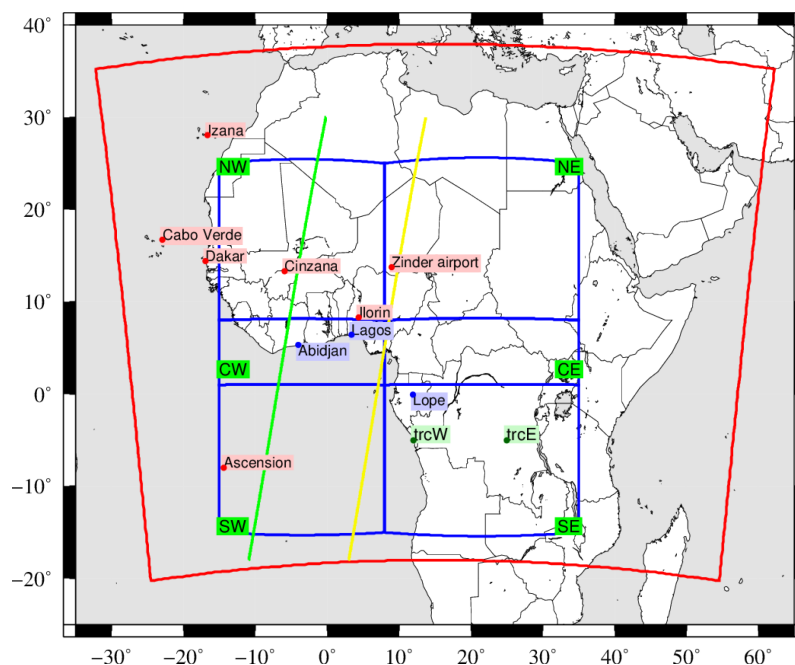 40°
30°
20°
10°
0°
−10°
−20°
Izana
NW
NE
Cabo Verde
Dakar
Cinzana
Zinder airport
Ilorin
Lagos
Abidjan
CW
CE
Lope
trcW
trcE
Ascension
SW
SE
−30°
−20°
−10°
0°
10°
20°
30°
40°
50°
60°